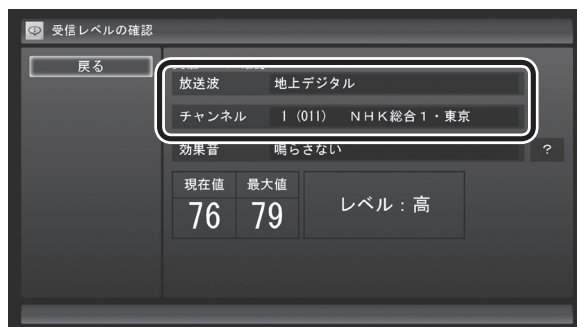 受信レベルの確認
戻る
放送波 地上デジタル
チャンネル 1 (011) NHK総合1・東京
効果音 鳴らさない ?
現在値 最大値
76 79 レベル：高